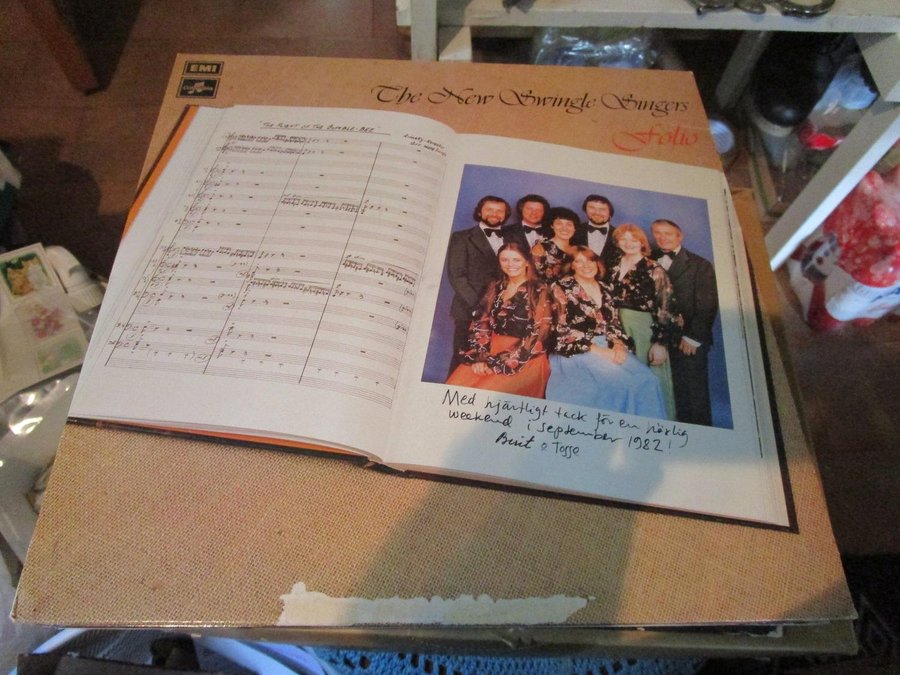 EMI
The New Swingle Singers
Folio
"THE FLIGHT OF THE BUMBLE-BEE"
Med hjärtligt tack för en härlig
weekend i september 1982!
Berit & Tosse